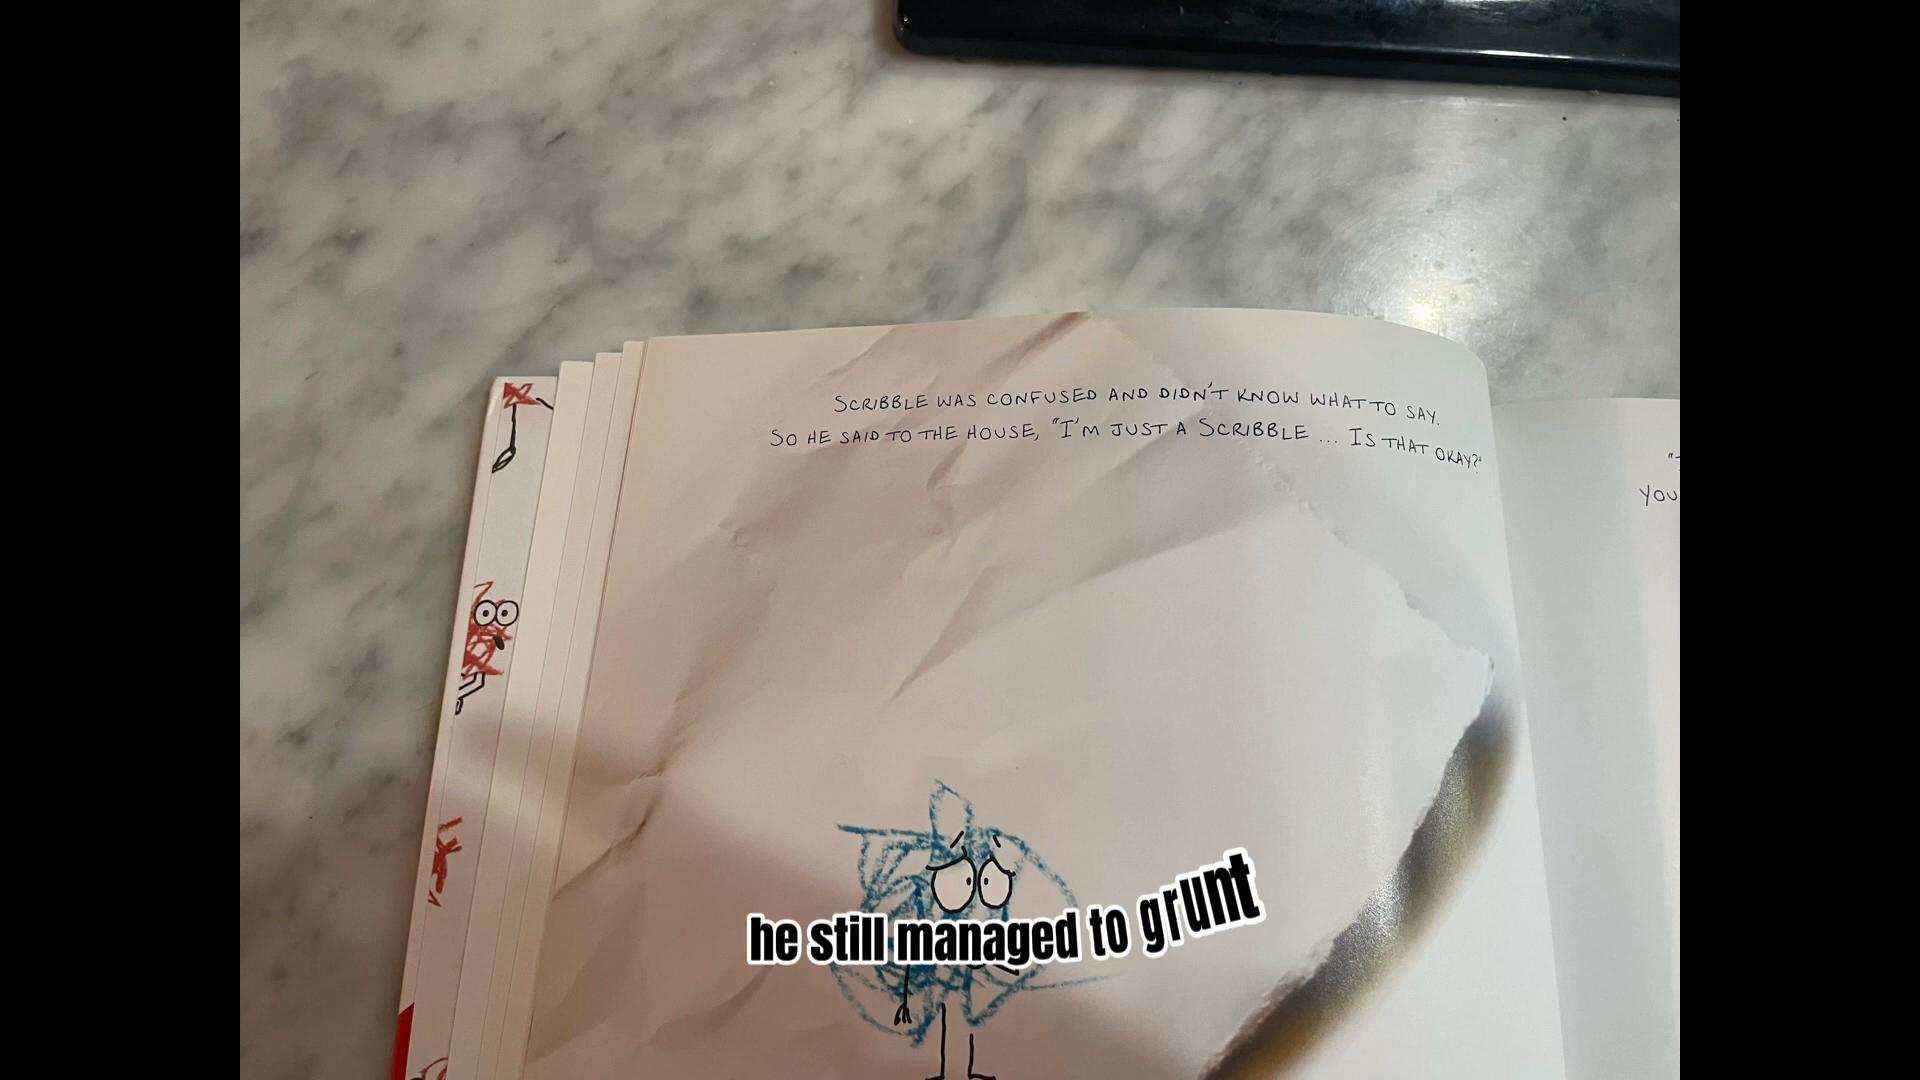 SCRIBBLE WAS CONFUSED AND DIDN'T KNOW WHAT TO SAY.
SO HE SAID TO THE HOUSE, "I'M JUST A SCRIBBLE ... IS THAT OKAY?"
YOU
he still managed to grunt